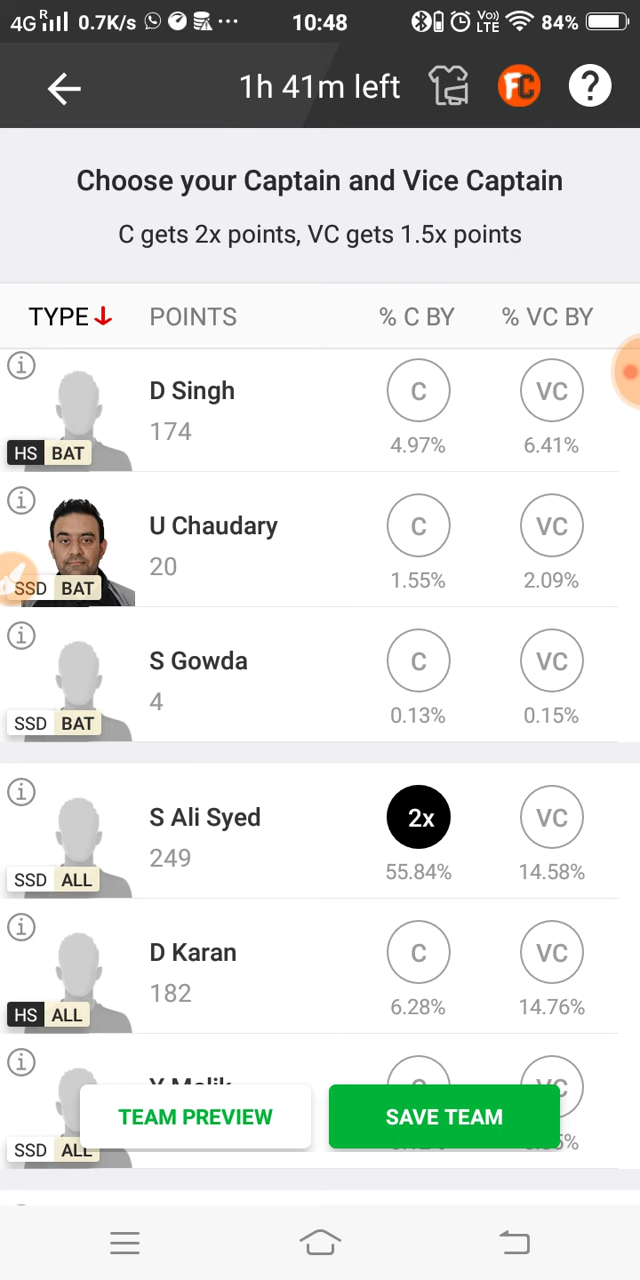 4G R 0.7K/s ... 10:48 Vo) LTE 84%
1h 41m left FC ?
Choose your Captain and Vice Captain
C gets 2x points, VC gets 1.5x points
TYPE POINTS % C BY % VC BY
i D Singh C VC
174 4.97% 6.41%
HS BAT
i U Chaudary C VC
20 1.55% 2.09%
SSD BAT
i S Gowda C VC
4 0.13% 0.15%
SSD BAT
i S Ali Syed 2x VC
249 55.84% 14.58%
SSD ALL
i D Karan C VC
182 6.28% 14.76%
HS ALL
i Y Malik C VC
TEAM PREVIEW SAVE TEAM
SSD ALL